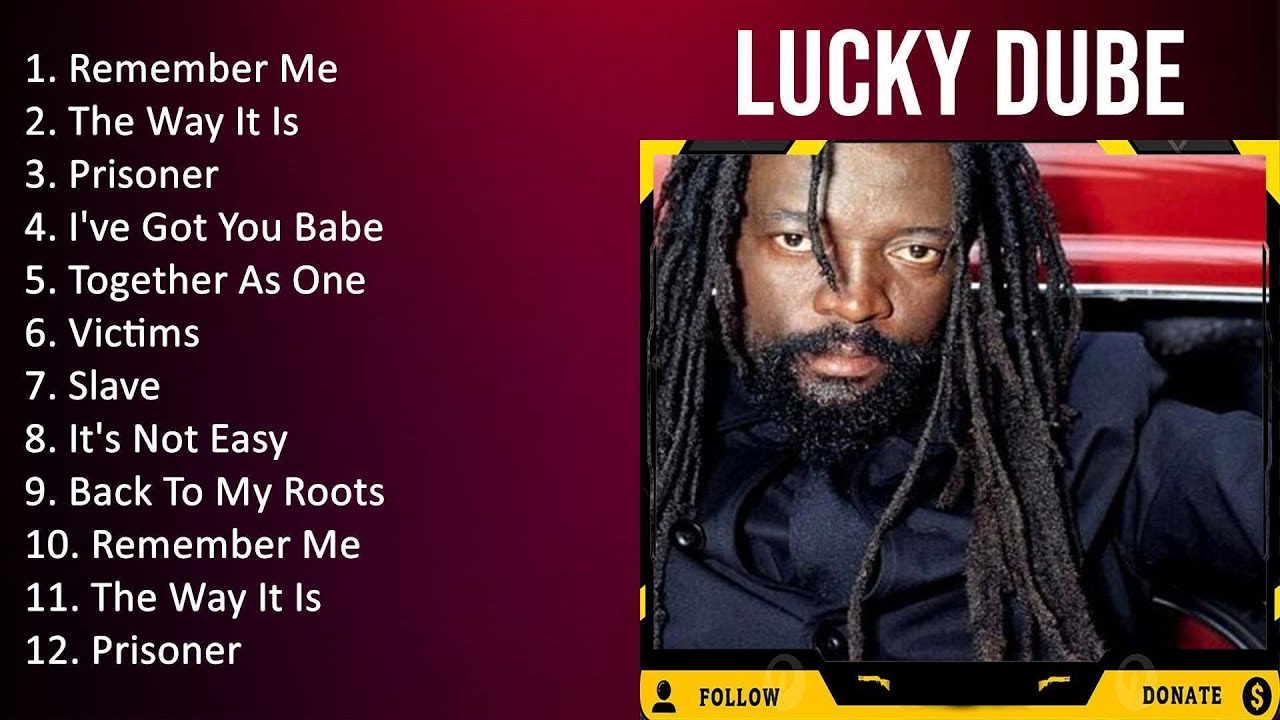 LUCKY DUBE
1. Remember Me
2. The Way It Is
3. Prisoner
4. I've Got You Babe
5. Together As One
6. Victims
7. Slave
8. It's Not Easy
9. Back To My Roots
10. Remember Me
11. The Way It Is
12. Prisoner
FOLLOW
DONATE
$